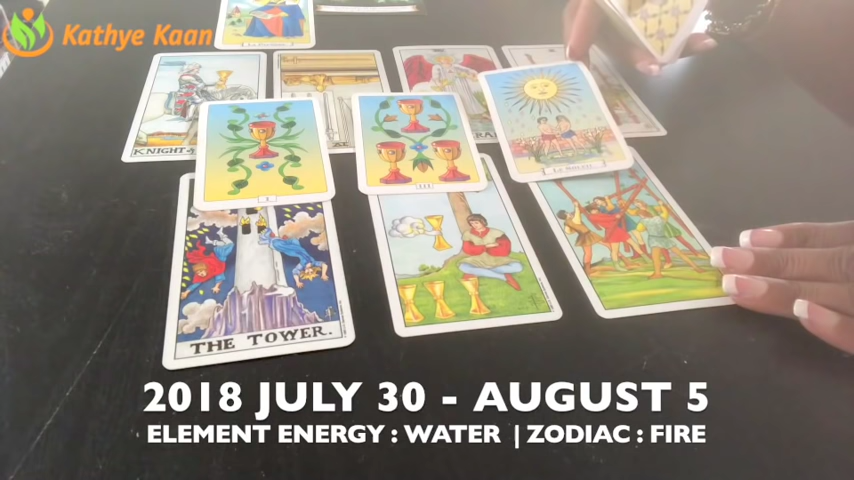 Kathye Kaan
KNIGHT
I
III
THE TOWER.
2018 JULY 30 - AUGUST 5
ELEMENT ENERGY : WATER | ZODIAC : FIRE